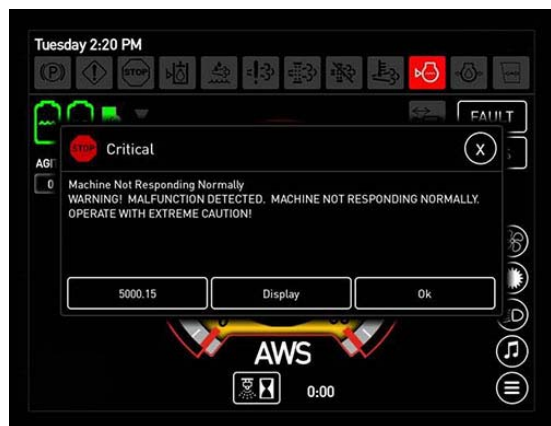 Tuesday 2:20 PM
STOP
FAULT
AGI
0
S
STOP Critical X
Machine Not Responding Normally
WARNING! MALFUNCTION DETECTED. MACHINE NOT RESPONDING NORMALLY.
OPERATE WITH EXTREME CAUTION!
5000.15 Display Ok
AWS
0:00